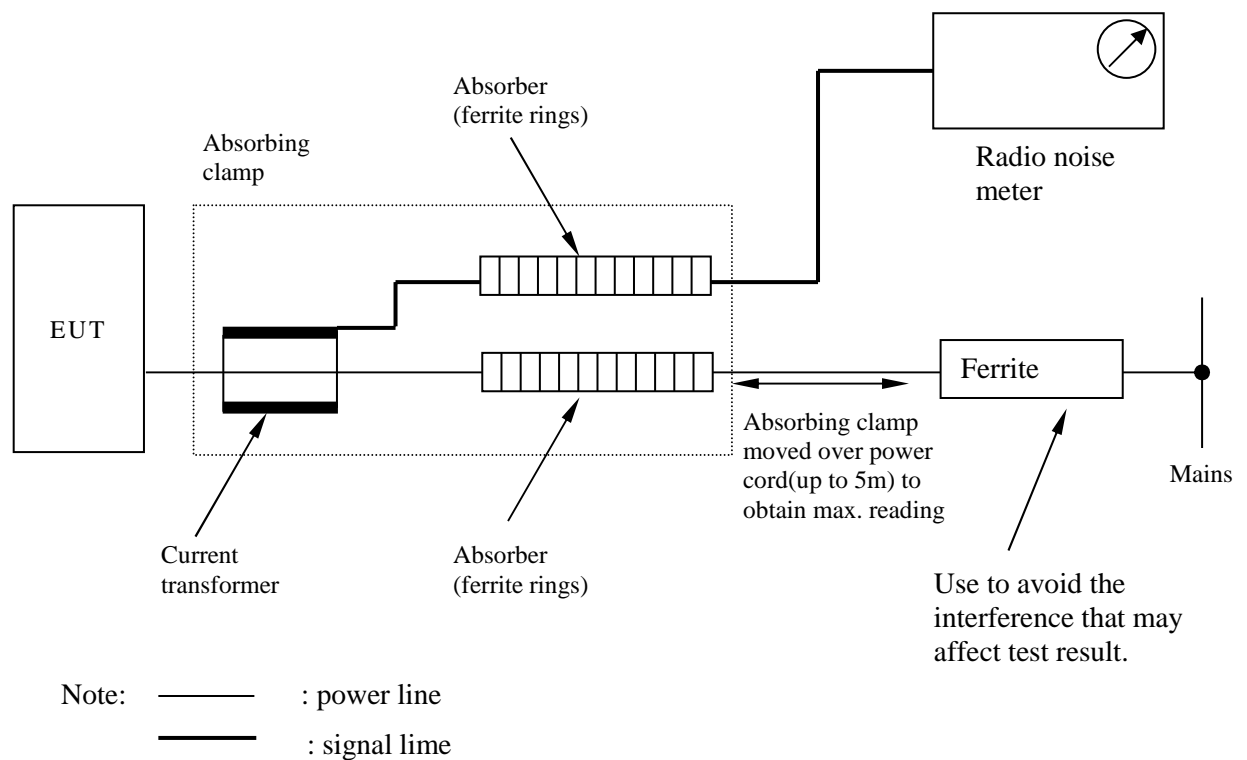 Absorber
(ferrite rings)
Absorbing
clamp
Radio noise
meter
EUT
Ferrite
Absorbing clamp
moved over power
cord(up to 5m) to
obtain max. reading
Mains
Current
transformer
Absorber
(ferrite rings)
Use to avoid the
interference that may
affect test result.
Note: : power line
: signal lime